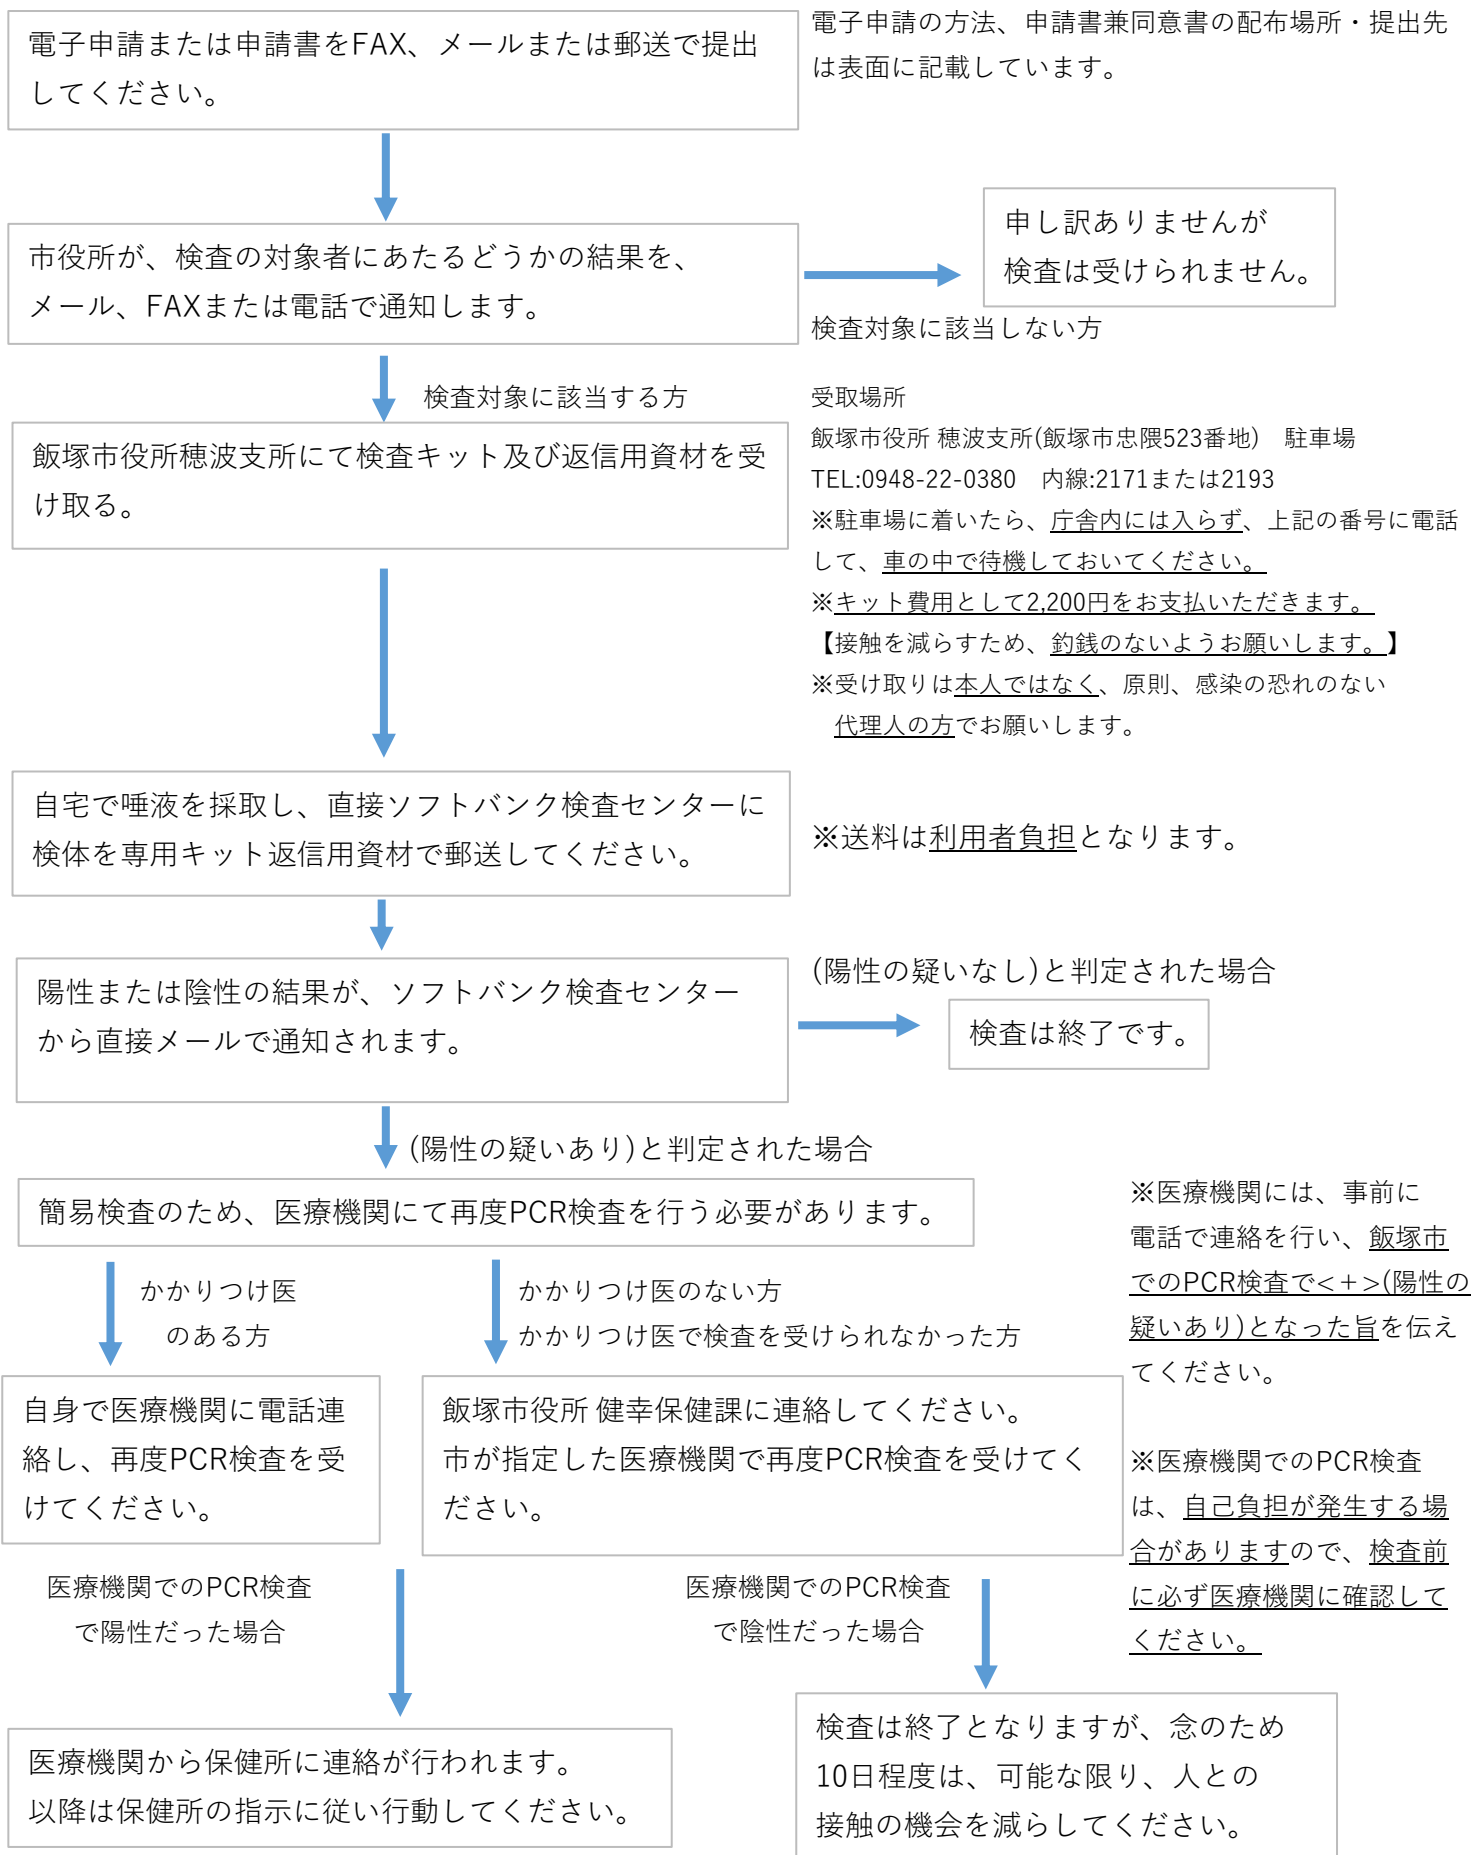 電子申請または申請書をFAX、メールまたは郵送で提出
してください。
電子申請の方法、申請書兼同意書の配布場所・提出先
は表面に記載しています。
市役所が、検査の対象者にあたるどうかの結果を、
メール、FAXまたは電話で通知します。
申し訳ありませんが
検査は受けられません。
検査対象に該当しない方
検査対象に該当する方
飯塚市役所穂波支所にて検査キット及び返信用資材を受
け取る。
受取場所
飯塚市役所 穂波支所(飯塚市忠隈523番地)　駐車場
TEL:0948-22-0380　内線:2171または2193
※駐車場に着いたら、庁舎内には入らず、上記の番号に電話
して、車の中で待機しておいてください。
※キット費用として2,200円をお支払いただきます。
【接触を減らすため、釣銭のないようお願いします。】
※受け取りは本人ではなく、原則、感染の恐れのない
代理人の方でお願いします。
自宅で唾液を採取し、直接ソフトバンク検査センターに
検体を専用キット返信用資材で郵送してください。
※送料は利用者負担となります。
陽性または陰性の結果が、ソフトバンク検査センター
から直接メールで通知されます。
(陽性の疑いなし)と判定された場合
検査は終了です。
(陽性の疑いあり)と判定された場合
簡易検査のため、医療機関にて再度PCR検査を行う必要があります。
かかりつけ医
のある方
かかりつけ医のない方
かかりつけ医で検査を受けられなかった方
※医療機関には、事前に
電話で連絡を行い、飯塚市
でのPCR検査で<＋>(陽性の
疑いあり)となった旨を伝え
てください。
自身で医療機関に電話連
絡し、再度PCR検査を受
けてください。
飯塚市役所 健幸保健課に連絡してください。
市が指定した医療機関で再度PCR検査を受けてく
ださい。
※医療機関でのPCR検査
は、自己負担が発生する場
合がありますので、検査前
に必ず医療機関に確認して
ください。
医療機関でのPCR検査
で陽性だった場合
医療機関でのPCR検査
で陰性だった場合
医療機関から保健所に連絡が行われます。
以降は保健所の指示に従い行動してください。
検査は終了となりますが、念のため
10日程度は、可能な限り、人との
接触の機会を減らしてください。